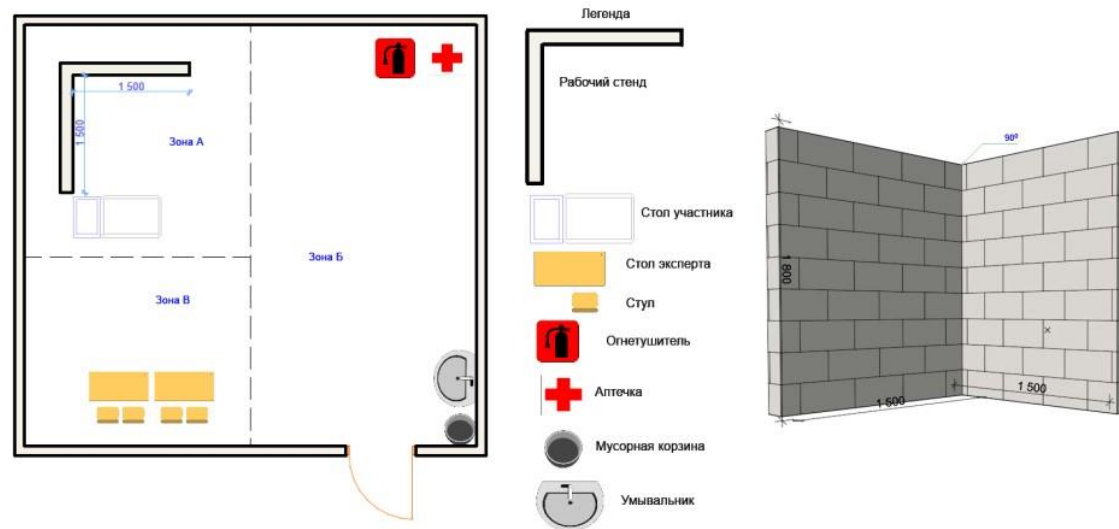 Легенда
Рабочий стенд
1 500
1 500
Зона А
Зона Б
Зона В
Стол участника
Стол эксперта
Стул
Огнетушитель
Аптечка
Мусорная корзина
Умывальник
90⁰
1 800
1 500
1 500